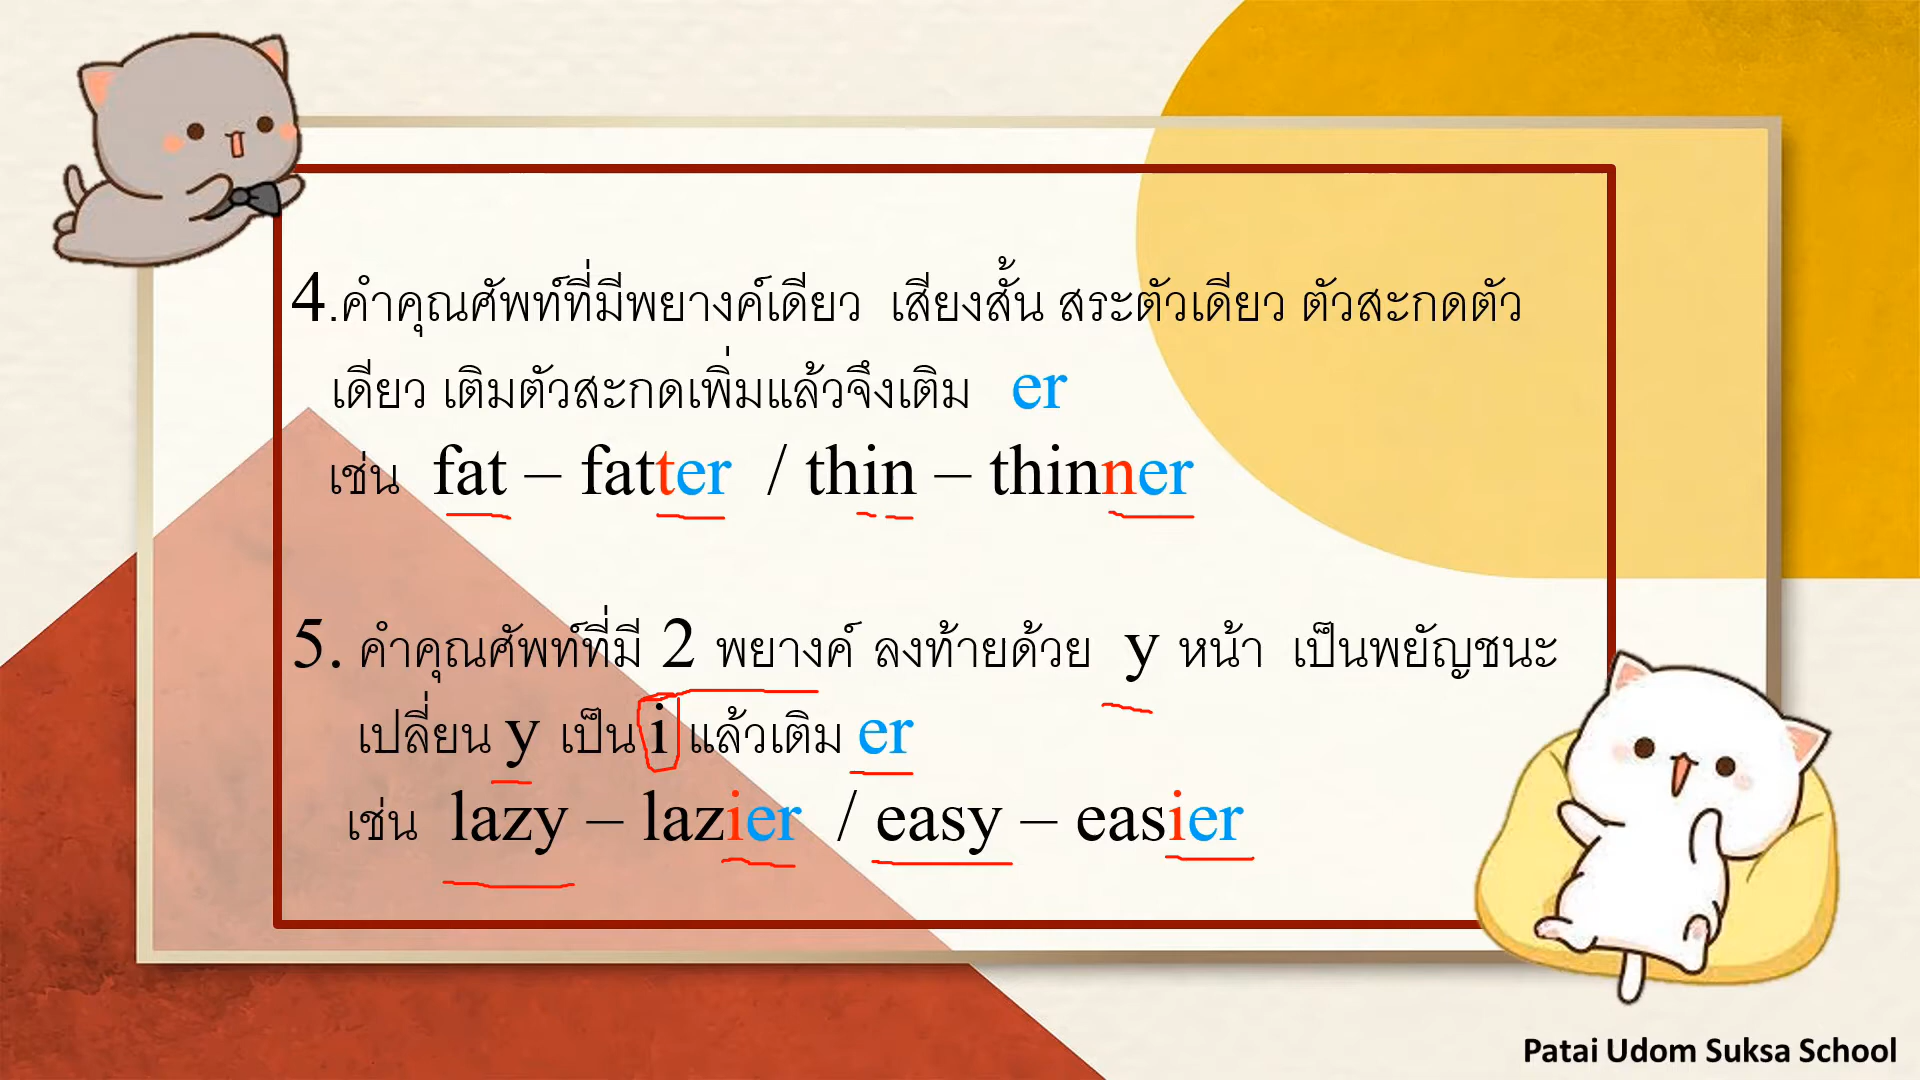 4.คำคุณศัพท์ที่มีพยางค์เดียว เสียงสั้น สระตัวเดียว ตัวสะกดตัว
เดียว เติมตัวสะกดเพิ่มแล้วจึงเติม er
เช่น fat – fatter / thin – thinner
5. คำคุณศัพท์ที่มี 2 พยางค์ ลงท้ายด้วย y หน้า เป็นพยัญชนะ
เปลี่ยน y เป็น i แล้วเติม er
เช่น lazy – lazier / easy – easier
Patai Udom Suksa School